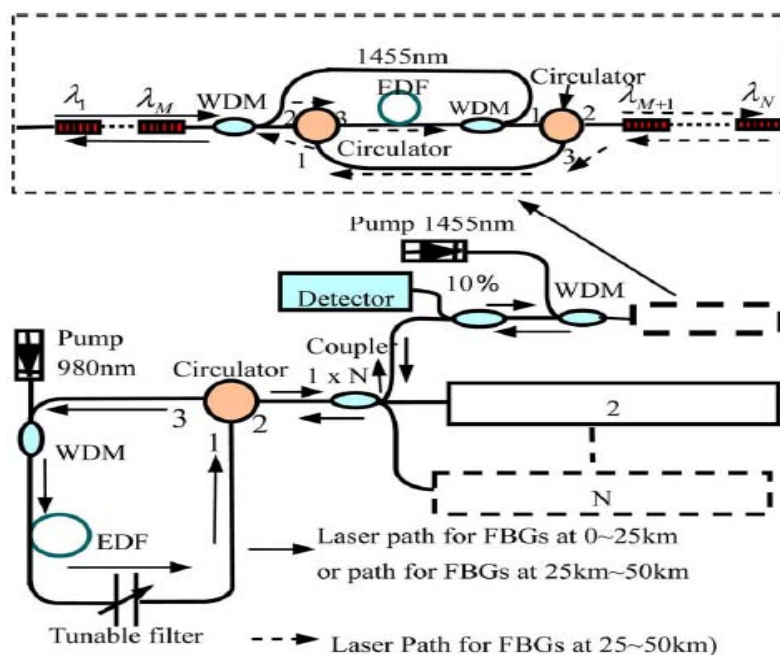 1455nm
EDF
Circulator
λ1
λM
WDM
2
3
WDM
1
2
λM+1
λN
Circulator
1
3
Pump 1455nm
10%
WDM
Detector
Pump
980nm
Coupler
Circulator
1 x N
3
2
1
2
WDM
N
EDF
Laser path for FBGs at 0~25km
or path for FBGs at 25km~50km
Tunable filter
Laser Path for FBGs at 25~50km)